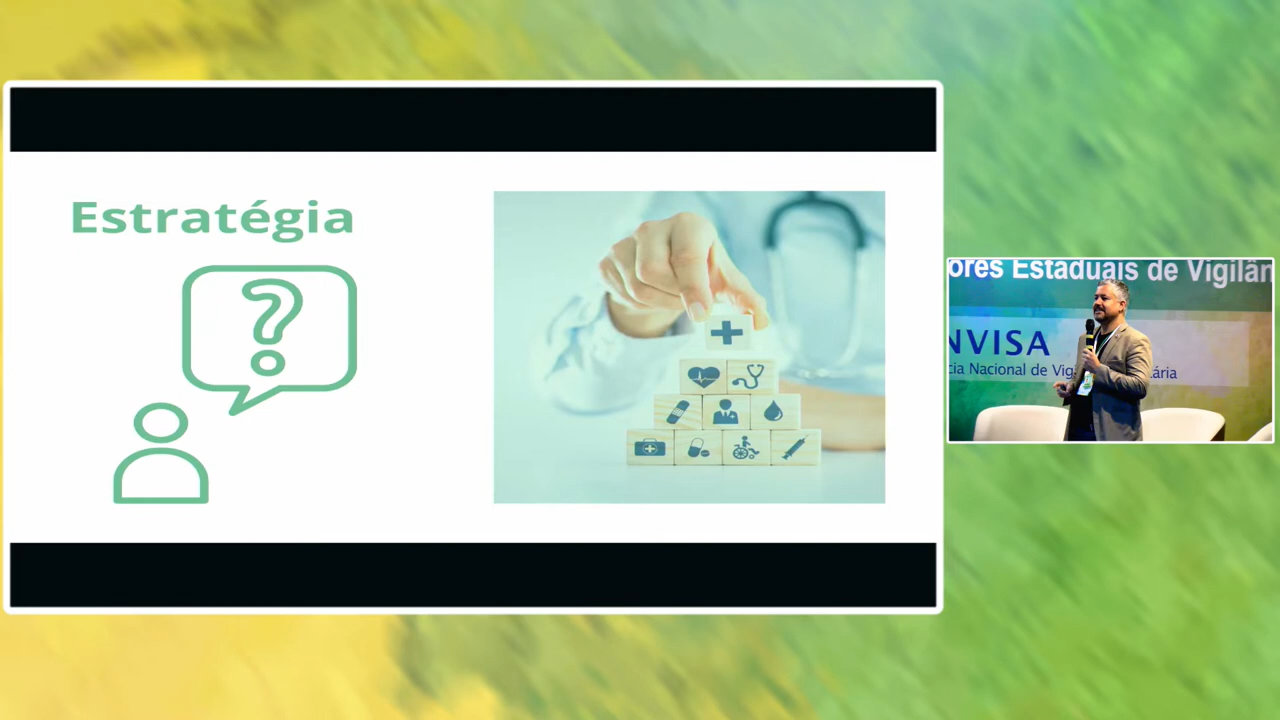 Estratégia
?
ores Estaduais de Vigilân
NVISA
cia Nacional de Vig ária